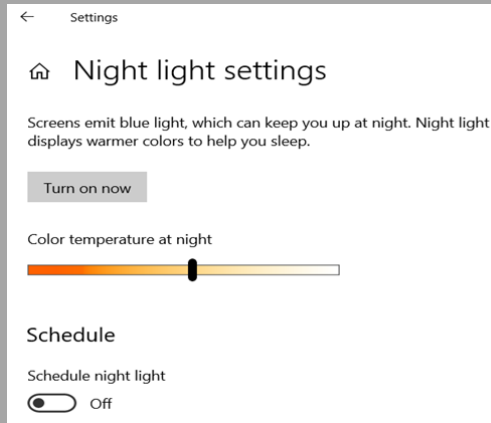 Settings
Night light settings
Screens emit blue light, which can keep you up at night. Night light
displays warmer colors to help you sleep.
Turn on now
Color temperature at night
Schedule
Schedule night light
Off